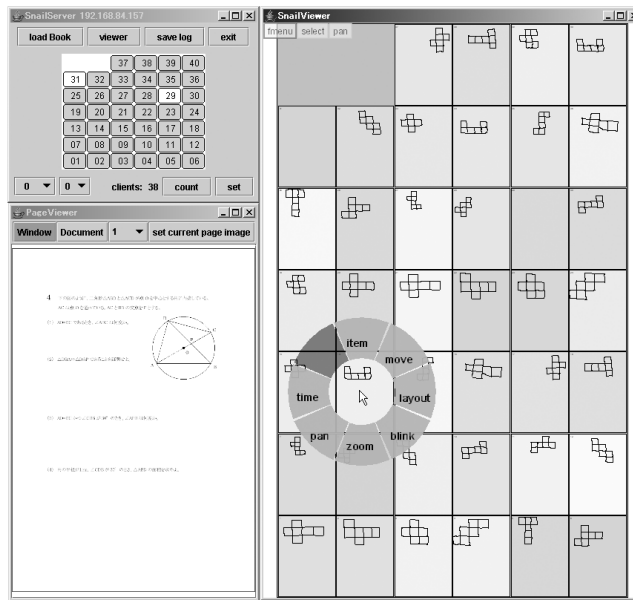 SnailServer 192.168.84.157
load Book viewer save log exit
37 38 39 40
31 32 33 34 35 36
25 26 27 28 29 30
19 20 21 22 23 24
13 14 15 16 17 18
07 08 09 10 11 12
01 02 03 04 05 06
0 0 clients: 38 count set
PageViewer
Window Document 1 set current page image
4
SnailViewer
fmenu select pan
item
move
layout
blink
zoom
pan
time